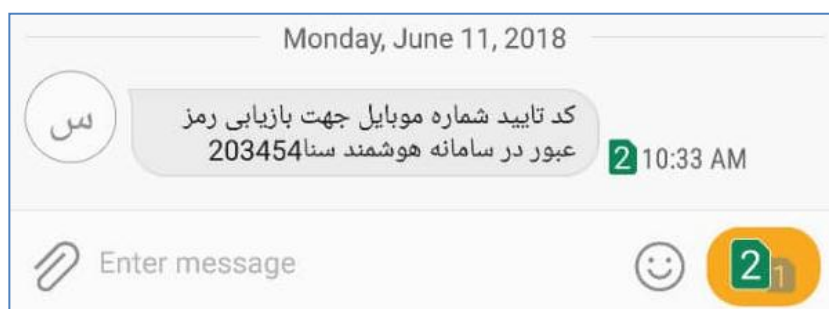 Monday, June 11, 2018
س
کد تایید شماره موبایل جهت بازیابی رمز
عبور در سامانه هوشمند سنا203454
2 10:33 AM
Enter message
2 1